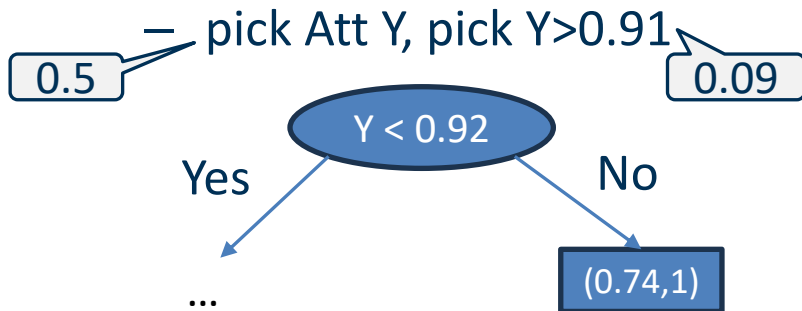 – pick Att Y, pick Y>0.91
0.5
0.09
Y < 0.92
Yes
No
...
(0.74,1)